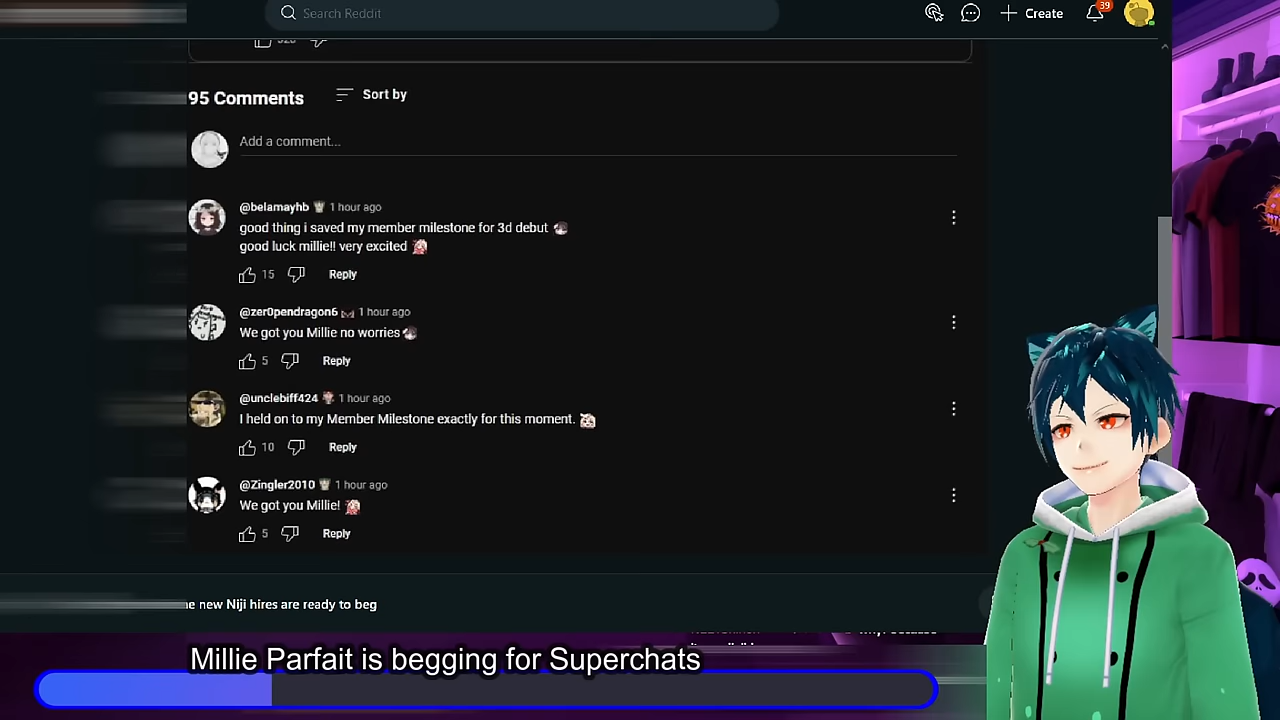 Search Reddit
Create
39
328
95 Comments
Sort by
Add a comment...
@belamayhb 1 hour ago
good thing i saved my member milestone for 3d debut
good luck millie!! very excited
15 Reply
@zer0pendragon6 1 hour ago
We got you Millie no worries
5 Reply
@unclebiff424 1 hour ago
I held on to my Member Milestone exactly for this moment.
10 Reply
@Zingler2010 1 hour ago
We got you Millie!
5 Reply
new Niji hires are ready to beg
Millie Parfait is begging for Superchats